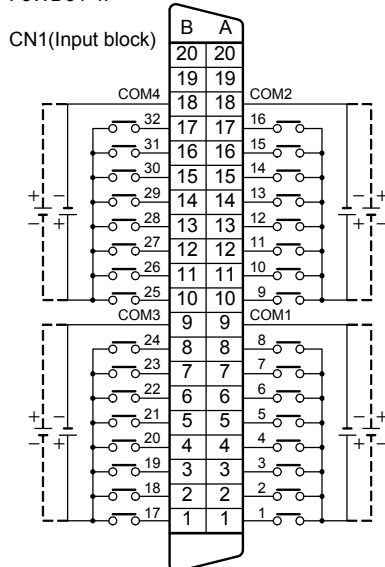 CN1(Input block) B A
20 20
19 19
COM4 18 18 COM2
32 17 17 16
31 16 16 15
30 15 15 14
+ − 29 14 14 13 − +
− + 28 13 13 12 + −
27 12 12 11
26 11 11 10
25 10 10 9
COM3 9 9 COM1
24 8 8 8
23 7 7 7
22 6 6 6
+ − 21 5 5 5 − +
− + 20 4 4 4 + −
19 3 3 3
18 2 2 2
17 1 1 1